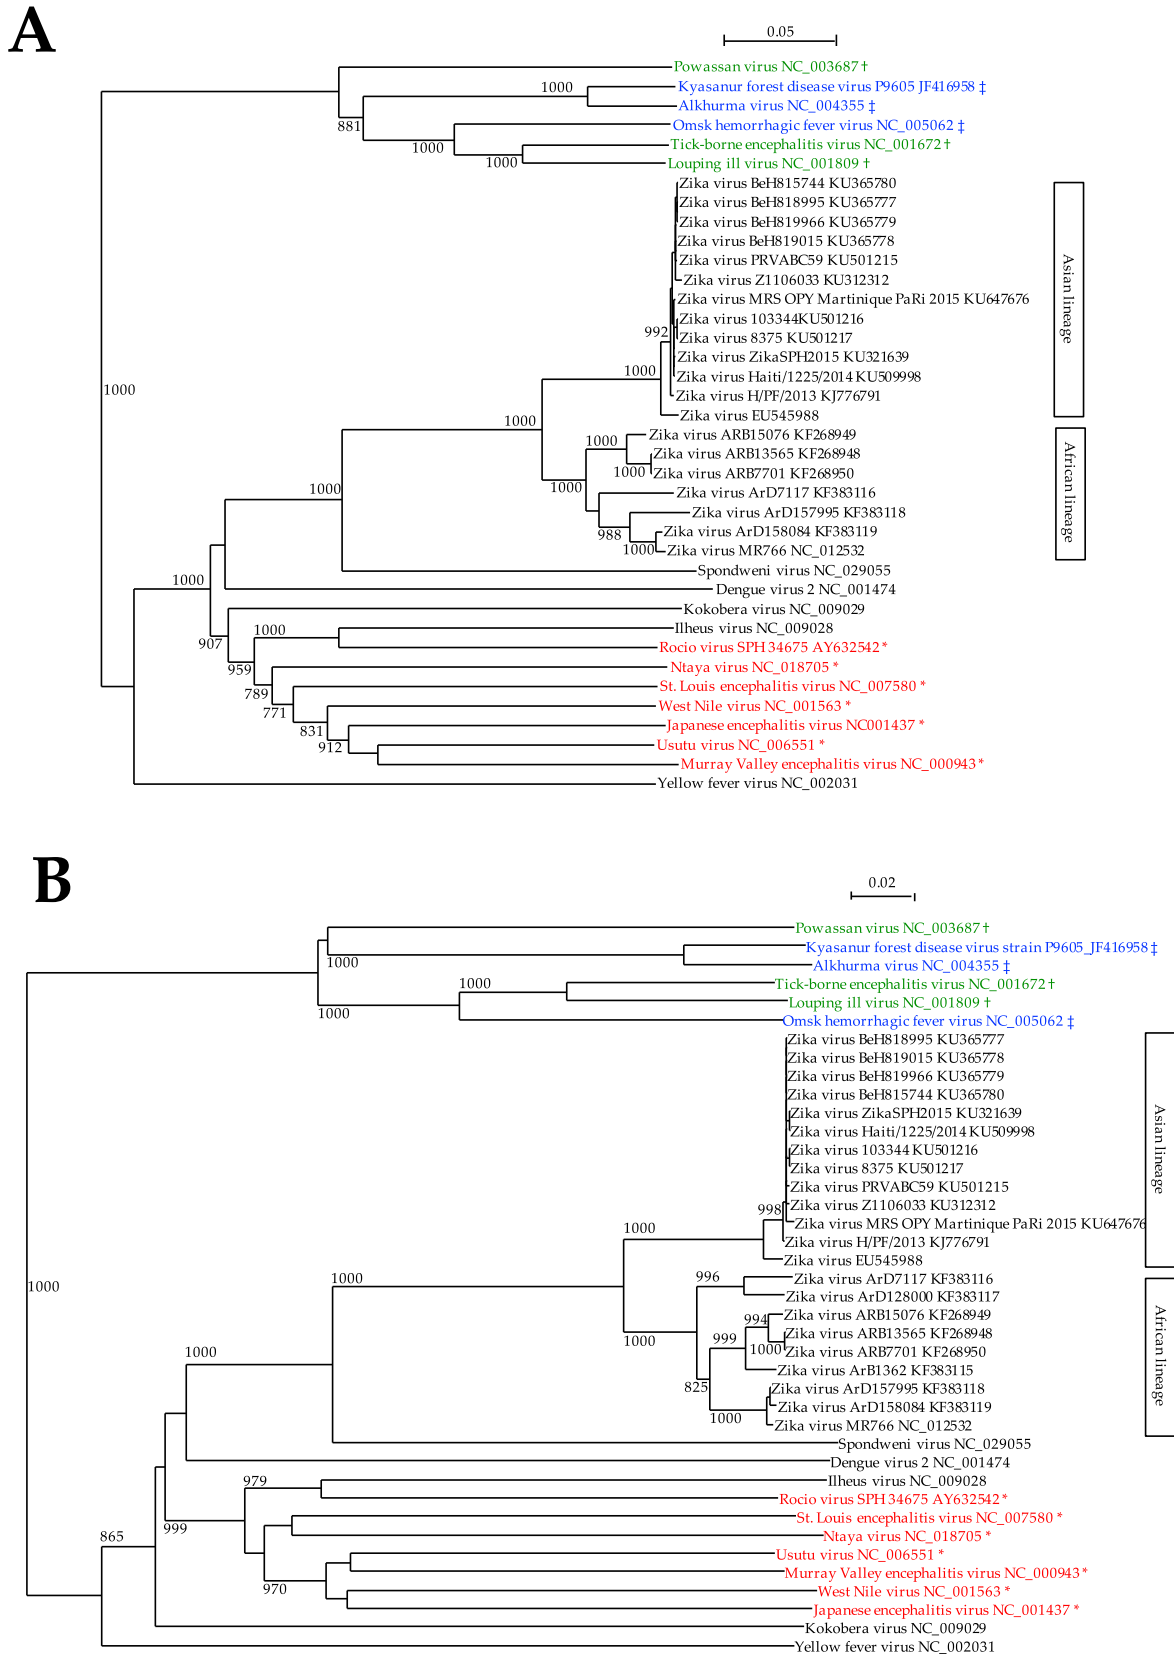 A
0.05
Powassan virus NC_003687 †
1000
Kyasanur forest disease virus P9605 JF416958 ‡
Alkhurma virus NC_004355 ‡
881
Omsk hemorrhagic fever virus NC_005062 ‡
1000
Tick-borne encephalitis virus NC_001672 †
1000
Louping ill virus NC_001809 †
Zika virus BeH815744 KU365780
Zika virus BeH818995 KU365777
Zika virus BeH819966 KU365779
Zika virus BeH819015 KU365778
Zika virus PRVABC59 KU501215
Zika virus Z1106033 KU312312
Zika virus MRS OPY Martinique PaRi 2015 KU647676
Asian lineage
Zika virus 103344KU501216
992
Zika virus 8375 KU501217
Zika virus ZikaSPH2015 KU321639
1000
Zika virus Haiti/1225/2014 KU509998
1000
Zika virus H/PF/2013 KJ776791
Zika virus EU545988
1000
Zika virus ARB15076 KF268949
1000
Zika virus ARB13565 KF268948
1000
Zika virus ARB7701 KF268950
1000
1000
Zika virus ArD7117 KF383116
African lineage
Zika virus ArD157995 KF383118
988
Zika virus ArD158084 KF383119
1000
Zika virus MR766 NC_012532
Spondweni virus NC_029055
1000
Dengue virus 2 NC_001474
Kokobera virus NC_009029
1000
Ilheus virus NC_009028
907
Rocio virus SPH 34675 AY632542 *
959
Ntaya virus NC_018705 *
789
St. Louis encephalitis virus NC_007580 *
771
West Nile virus NC_001563 *
831
Japanese encephalitis virus NC001437 *
912
Usutu virus NC_006551 *
Murray Valley encephalitis virus NC_000943 *
Yellow fever virus NC_002031
B
0.02
Powassan virus NC_003687 †
Kyasanur forest disease virus strain P9605_JF416958 ‡
1000
Alkhurma virus NC_004355 ‡
1000
Tick-borne encephalitis virus NC_001672 †
Louping ill virus NC_001809 †
1000
Omsk hemorrhagic fever virus NC_005062 ‡
Zika virus BeH818995 KU365777
Zika virus BeH819015 KU365778
Zika virus BeH819966 KU365779
Zika virus BeH815744 KU365780
Zika virus ZikaSPH2015 KU321639
Zika virus Haiti/1225/2014 KU509998
Asian lineage
Zika virus 103344 KU501216
Zika virus 8375 KU501217
Zika virus PRVABC59 KU501215
Zika virus Z1106033 KU312312
998
Zika virus MRS OPY Martinique PaRi 2015 KU647676
1000
Zika virus H/PF/2013 KJ776791
Zika virus EU545988
1000
1000
996
Zika virus ArD7117 KF383116
Zika virus ArD128000 KF383117
994
Zika virus ARB15076 KF268949
1000
999
Zika virus ARB13565 KF268948
1000
Zika virus ARB7701 KF268950
African lineage
1000
Zika virus ArB1362 KF383115
825
Zika virus ArD157995 KF383118
Zika virus ArD158084 KF383119
1000
Zika virus MR766 NC_012532
Spondweni virus NC_029055
Dengue virus 2 NC_001474
979
Ilheus virus NC_009028
Rocio virus SPH 34675 AY632542 *
St. Louis encephalitis virus NC_007580 *
999
Ntaya virus NC_018705 *
865
Usutu virus NC_006551 *
Murray Valley encephalitis virus NC_000943 *
970
West Nile virus NC_001563 *
Japanese encephalitis virus NC_001437 *
Kokobera virus NC_009029
Yellow fever virus NC_002031